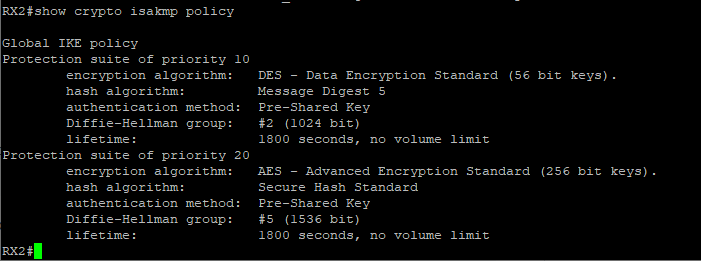 RX2#show crypto isakmp policy
Global IKE policy
Protection suite of priority 10
encryption algorithm: DES - Data Encryption Standard (56 bit keys).
hash algorithm: Message Digest 5
authentication method: Pre-Shared Key
Diffie-Hellman group: #2 (1024 bit)
lifetime: 1800 seconds, no volume limit
Protection suite of priority 20
encryption algorithm: AES - Advanced Encryption Standard (256 bit keys).
hash algorithm: Secure Hash Standard
authentication method: Pre-Shared Key
Diffie-Hellman group: #5 (1536 bit)
lifetime: 1800 seconds, no volume limit
RX2#